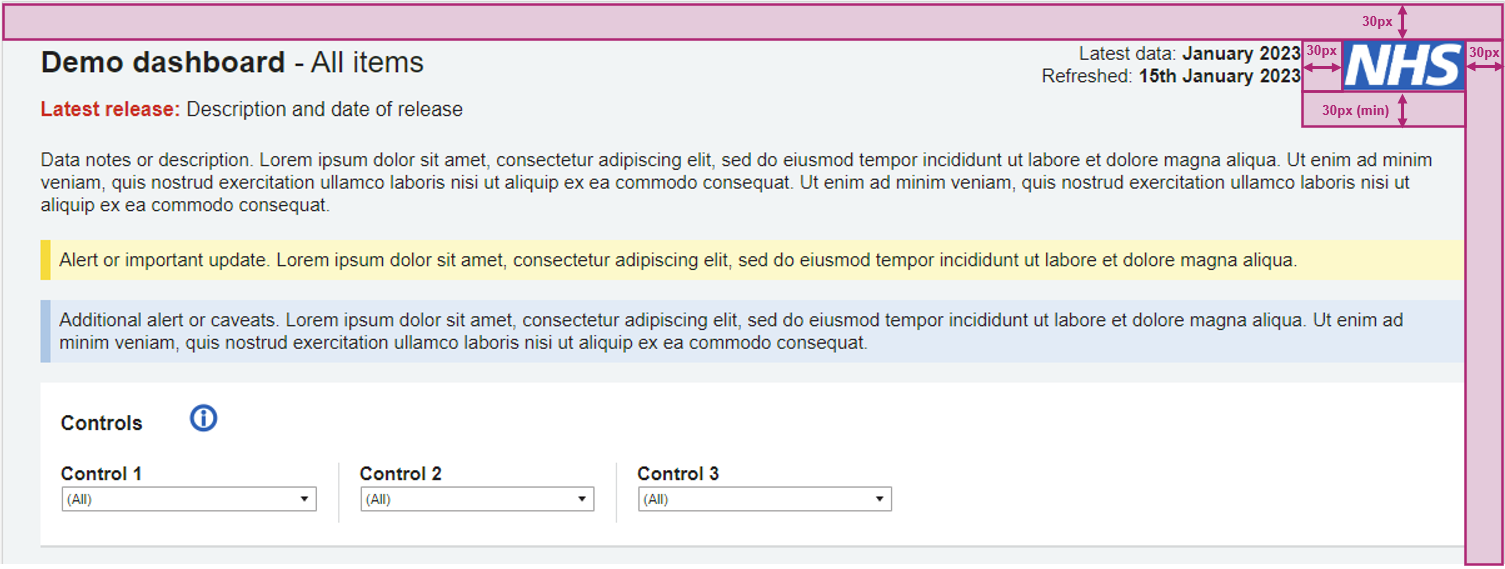 30px
Demo dashboard - All items
Latest data: January 2023
30px
NHS
30px
Refreshed: 15th January 2023
Latest release: Description and date of release
30px (min)
Data notes or description. Lorem ipsum dolor sit amet, consectetur adipiscing elit, sed do eiusmod tempor incididunt ut labore et dolore magna aliqua. Ut enim ad minim
veniam, quis nostrud exercitation ullamco laboris nisi ut aliquip ex ea commodo consequat. Ut enim ad minim veniam, quis nostrud exercitation ullamco laboris nisi ut
aliquip ex ea commodo consequat.
Alert or important update. Lorem ipsum dolor sit amet, consectetur adipiscing elit, sed do eiusmod tempor incididunt ut labore et dolore magna aliqua.
Additional alert or caveats. Lorem ipsum dolor sit amet, consectetur adipiscing elit, sed do eiusmod tempor incididunt ut labore et dolore magna aliqua. Ut enim ad
minim veniam, quis nostrud exercitation ullamco laboris nisi ut aliquip ex ea commodo consequat.
Controls
Control 1
Control 2
Control 3
(All)
(All)
(All)